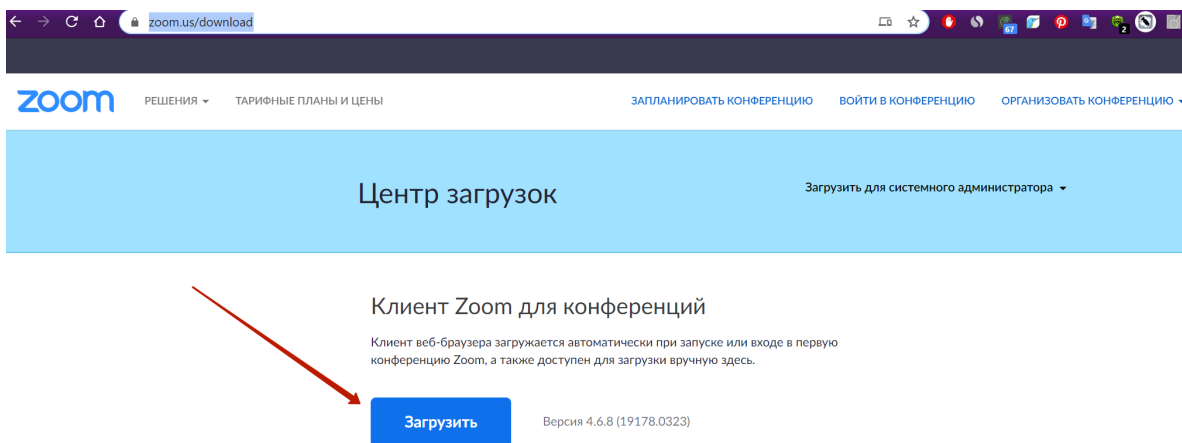 zoom.us/download
67
2
zoom РЕШЕНИЯ ТАРИФНЫЕ ПЛАНЫ И ЦЕНЫ ЗАПЛАНИРОВАТЬ КОНФЕРЕНЦИЮ ВОЙТИ В КОНФЕРЕНЦИЮ ОРГАНИЗОВАТЬ КОНФЕРЕНЦИЮ
Центр загрузок
Загрузить для системного администратора
Клиент Zoom для конференций
Клиент веб-браузера загружается автоматически при запуске или входе в первую
конференцию Zoom, а также доступен для загрузки вручную здесь.
Загрузить
Версия 4.6.8 (19178.0323)